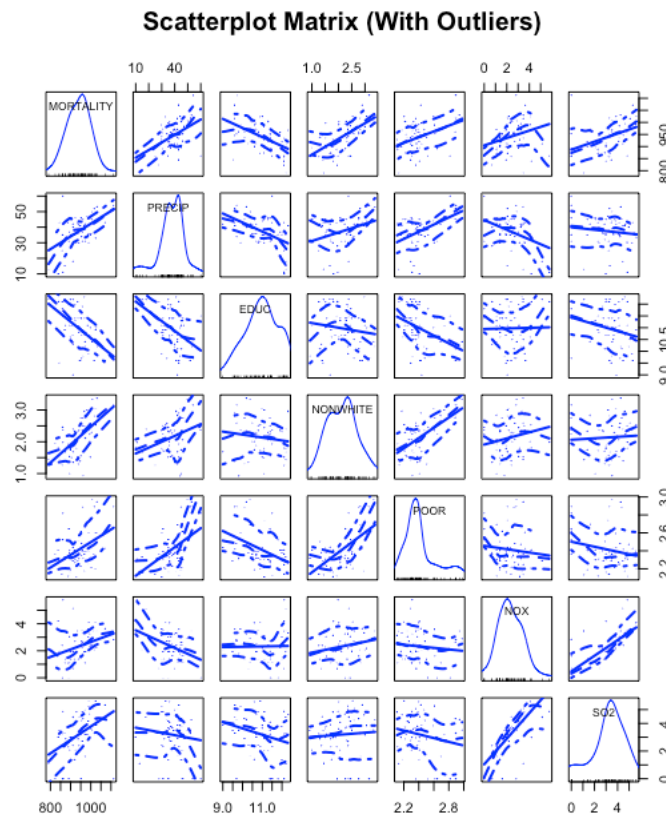 Scatterplot Matrix (With Outliers)
10 40
1.0 2.5
0 2 4
MORTALITY
800 950
PRECIP
10 30 50
EDUC
9.0 10.5
NONWHITE
1.0 2.0 3.0
POOR
2.2 2.6 3.0
NOX
0 2 4
SO2
0 2 4
800 1000
9.0 11.0
2.2 2.8
0 2 4